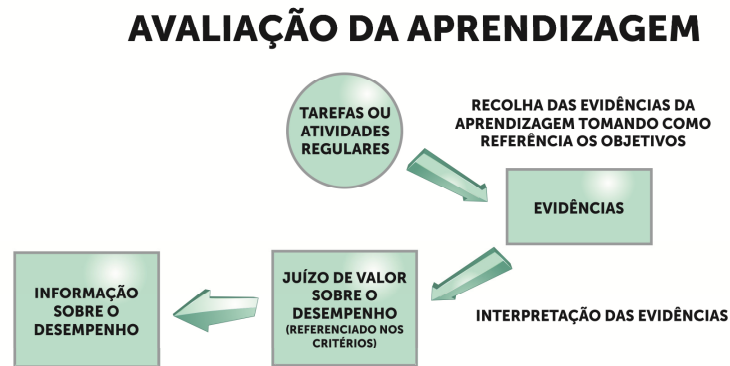 AVALIAÇÃO DA APRENDIZAGEM
TAREFAS OU
ATIVIDADES
REGULARES
RECOLHA DAS EVIDÊNCIAS DA
APRENDIZAGEM TOMANDO COMO
REFERÊNCIA OS OBJETIVOS
EVIDÊNCIAS
INTERPRETAÇÃO DAS EVIDÊNCIAS
JUÍZO DE VALOR
SOBRE O
DESEMPENHO
(REFERENCIADO NOS
CRITÉRIOS)
INFORMAÇÃO
SOBRE O
DESEMPENHO